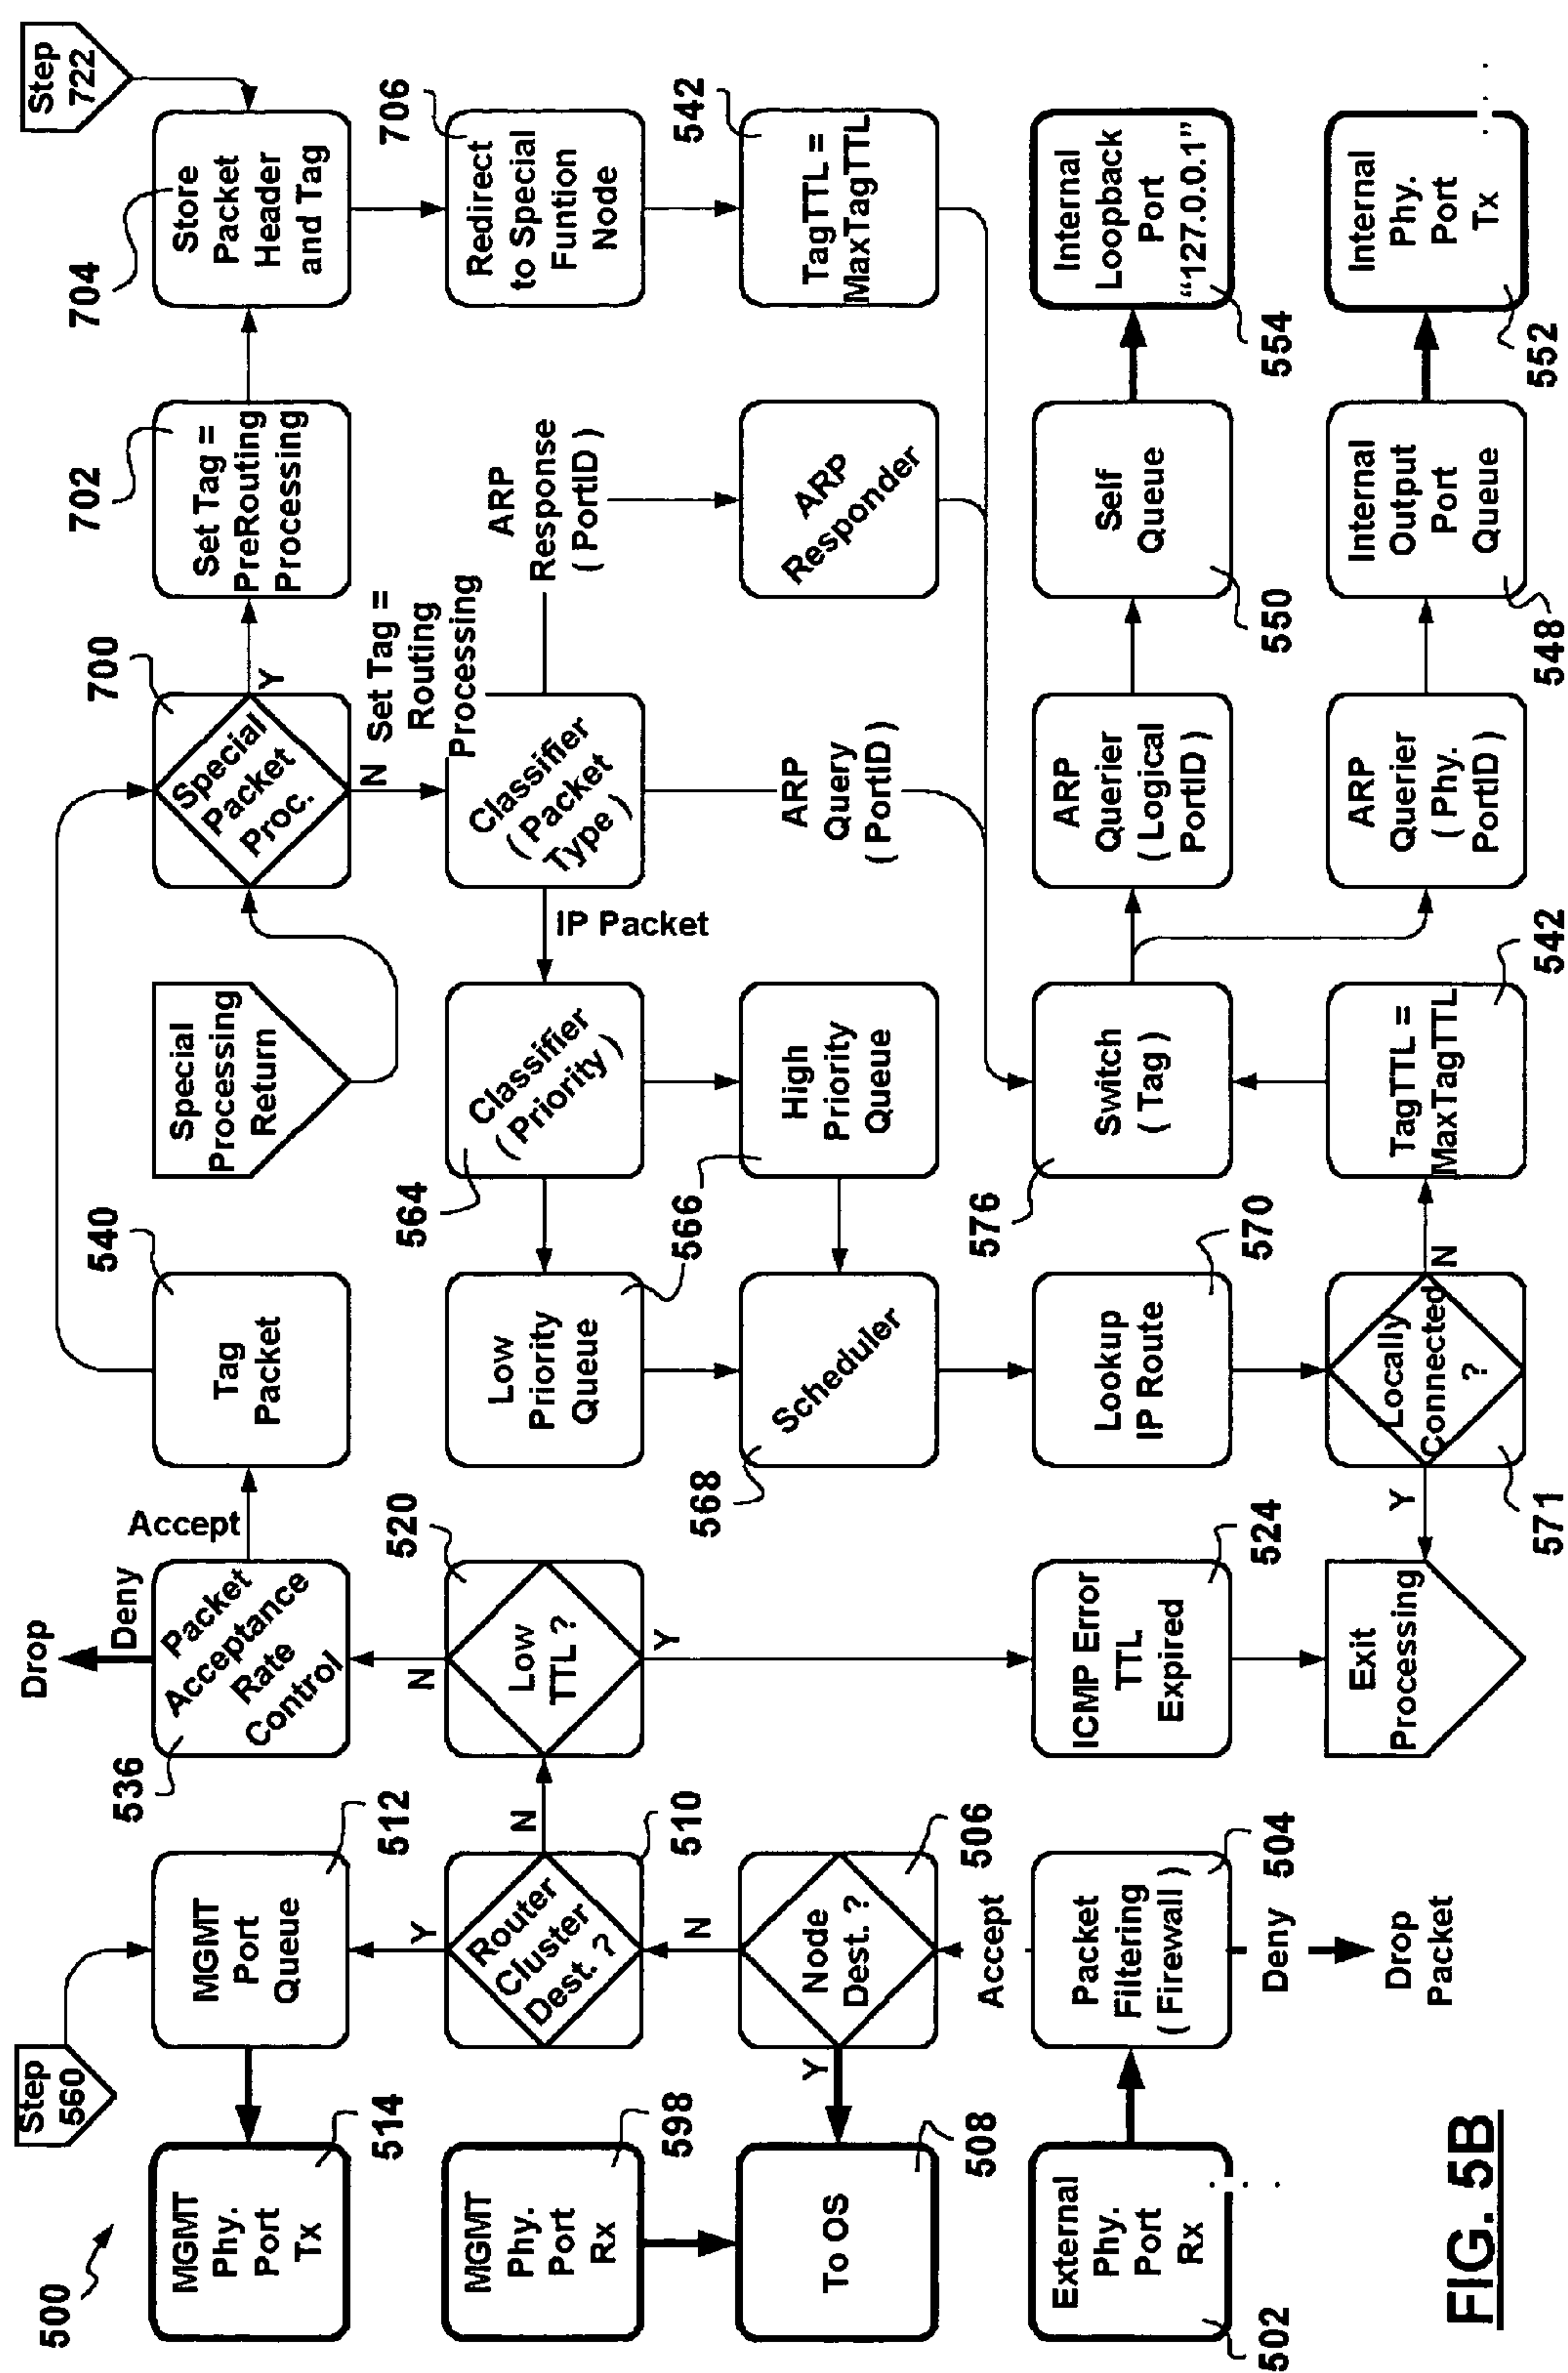 500
MGMT
Phy.
Port
Tx
514
Step
560
MGMT
Port
Queue
512
Drop
Deny
Packet
Acceptance
Rate
Control
536
Accept
Tag
Packet
540
Special
Processing
Return
Special
Packet
Proc.
700
Y
N
Set Tag =
PreRouting
Processing
702
Store
Packet
Header
and Tag
704
Step
722
MGMT
Phy.
Port
Rx
598
Router
Cluster
Dest. ?
510
Y
N
Low
TTL ?
520
N
Y
Low
Priority
Queue
566
Classifier
( Priority )
564
IP Packet
Classifier
( Packet
Type )
Set Tag =
Routing
Processing
ARP
Response
( PortID )
Redirect
to Special
Funtion
Node
706
To OS
508
Node
Dest. ?
506
Y
N
Scheduler
568
High
Priority
Queue
ARP
Query
( PortID )
ARP
Responder
TagTTL =
MaxTagTTL
542
External
Phy.
Port
Rx
502
Packet
Filtering
( Firewall )
504
Accept
Deny
Drop
Packet
ICMP Error
TTL
Expired
524
Lookup
IP Route
570
Switch
( Tag )
576
ARP
Querier
( Logical
PortID )
Self
Queue
550
Internal
Loopback
Port
“127.0.0.1”
554
Exit
Processing
Y
Locally
Connected
?
571
N
TagTTL =
MaxTagTTL
542
ARP
Querier
( Phy.
PortID )
Internal
Output
Port
Queue
548
Internal
Phy.
Port
Tx
552
FIG. 5B